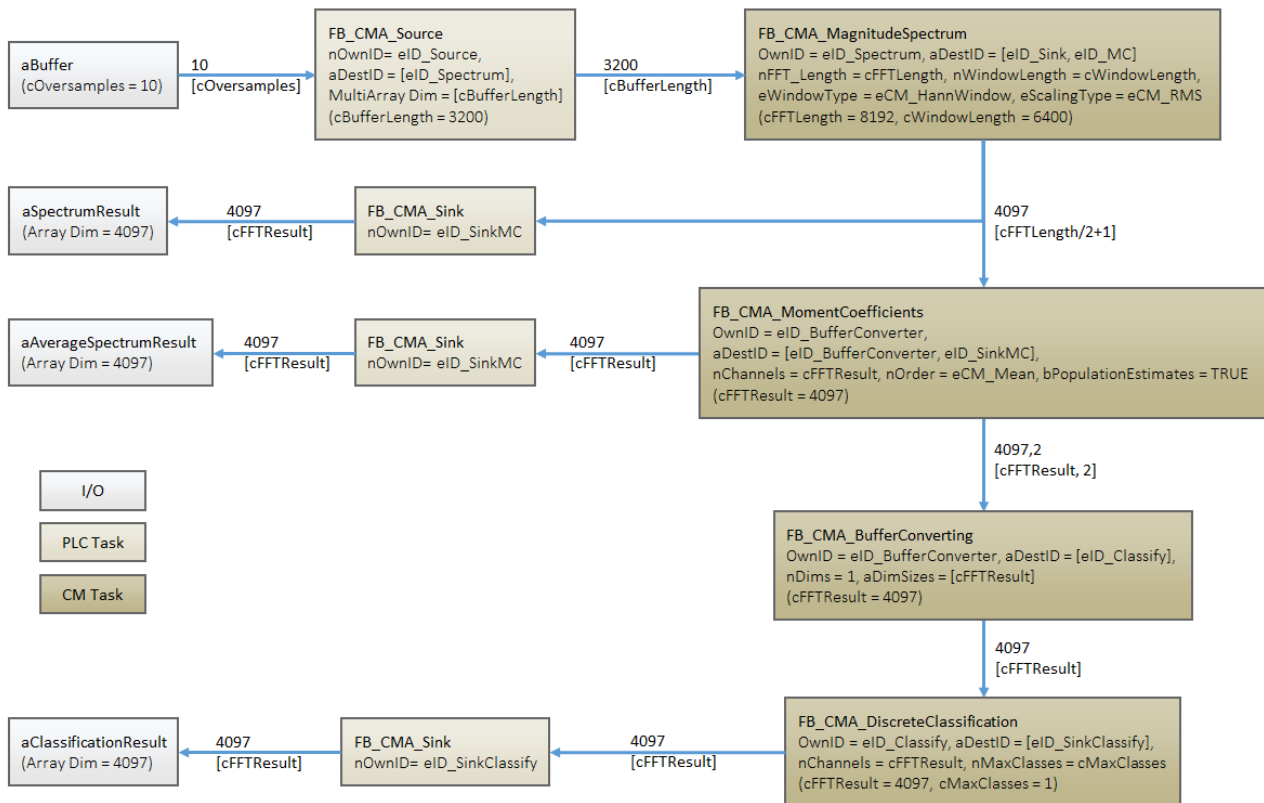 aBuffer
(cOversamples = 10)
10
[cOversamples]
FB_CMA_Source
nOwnID= eID_Source,
aDestID = [eID_Spectrum],
MultiArray Dim = [cBufferLength]
(cBufferLength = 3200)
3200
[cBufferLength]
FB_CMA_MagnitudeSpectrum
OwnID = eID_Spectrum, aDestID = [eID_Sink, eID_MC]
nFFT_Length = cFFTLength, nWindowLength = cWindowLength,
eWindowType = eCM_HannWindow, eScalingType = eCM_RMS
(cFFTLength = 8192, cWindowLength = 6400)
aSpectrumResult
(Array Dim = 4097)
4097
[cFFTResult]
FB_CMA_Sink
nOwnID= eID_SinkMC
4097
[cFFTLength/2+1]
aAverageSpectrumResult
(Array Dim = 4097)
4097
[cFFTResult]
FB_CMA_Sink
nOwnID= eID_SinkMC
4097
[cFFTResult]
FB_CMA_MomentCoefficients
OwnID = eID_BufferConverter,
aDestID = [eID_BufferConverter, eID_SinkMC],
nChannels = cFFTResult, nOrder = eCM_Mean, bPopulationEstimates = TRUE
(cFFTResult = 4097)
4097,2
[cFFTResult, 2]
I/O
PLC Task
CM Task
FB_CMA_BufferConverting
OwnID = eID_BufferConverter, aDestID = [eID_Classify],
nDims = 1, aDimSizes = [cFFTResult]
(cFFTResult = 4097)
4097
[cFFTResult]
aClassificationResult
(Array Dim = 4097)
4097
[cFFTResult]
FB_CMA_Sink
nOwnID= eID_SinkClassify
4097
[cFFTResult]
FB_CMA_DiscreteClassification
OwnID = eID_Classify, aDestID = [eID_SinkClassify],
nChannels = cFFTResult, nMaxClasses = cMaxClasses
(cFFTResult = 4097, cMaxClasses = 1)